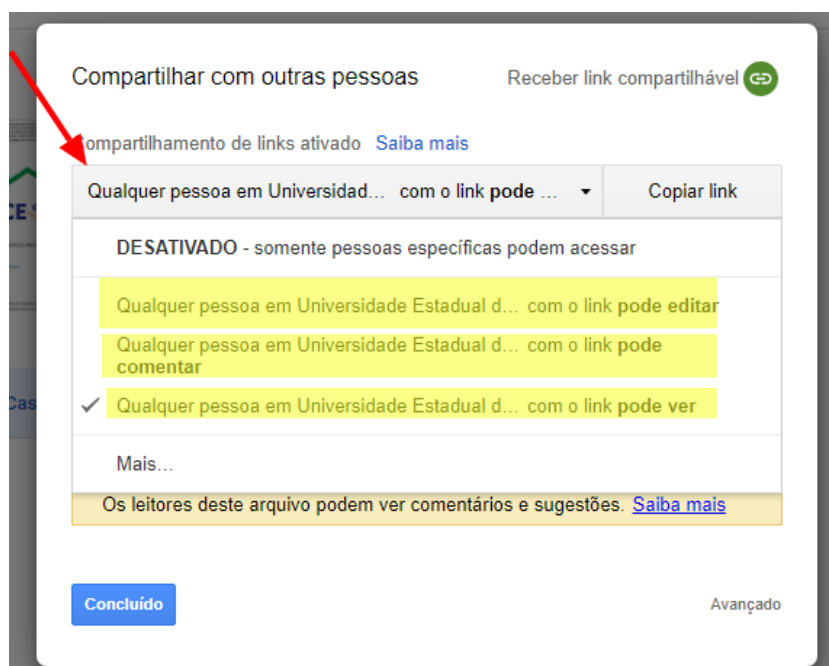 Compartilhar com outras pessoas
Receber link compartilhável
Compartilhamento de links ativado Saiba mais
Qualquer pessoa em Universidad... com o link pode ...
Copiar link
DESATIVADO - somente pessoas específicas podem acessar
Qualquer pessoa em Universidade Estadual d... com o link pode editar
Qualquer pessoa em Universidade Estadual d... com o link pode
comentar
Qualquer pessoa em Universidade Estadual d... com o link pode ver
Mais...
Os leitores deste arquivo podem ver comentários e sugestões. Saiba mais
Concluído
Avançado